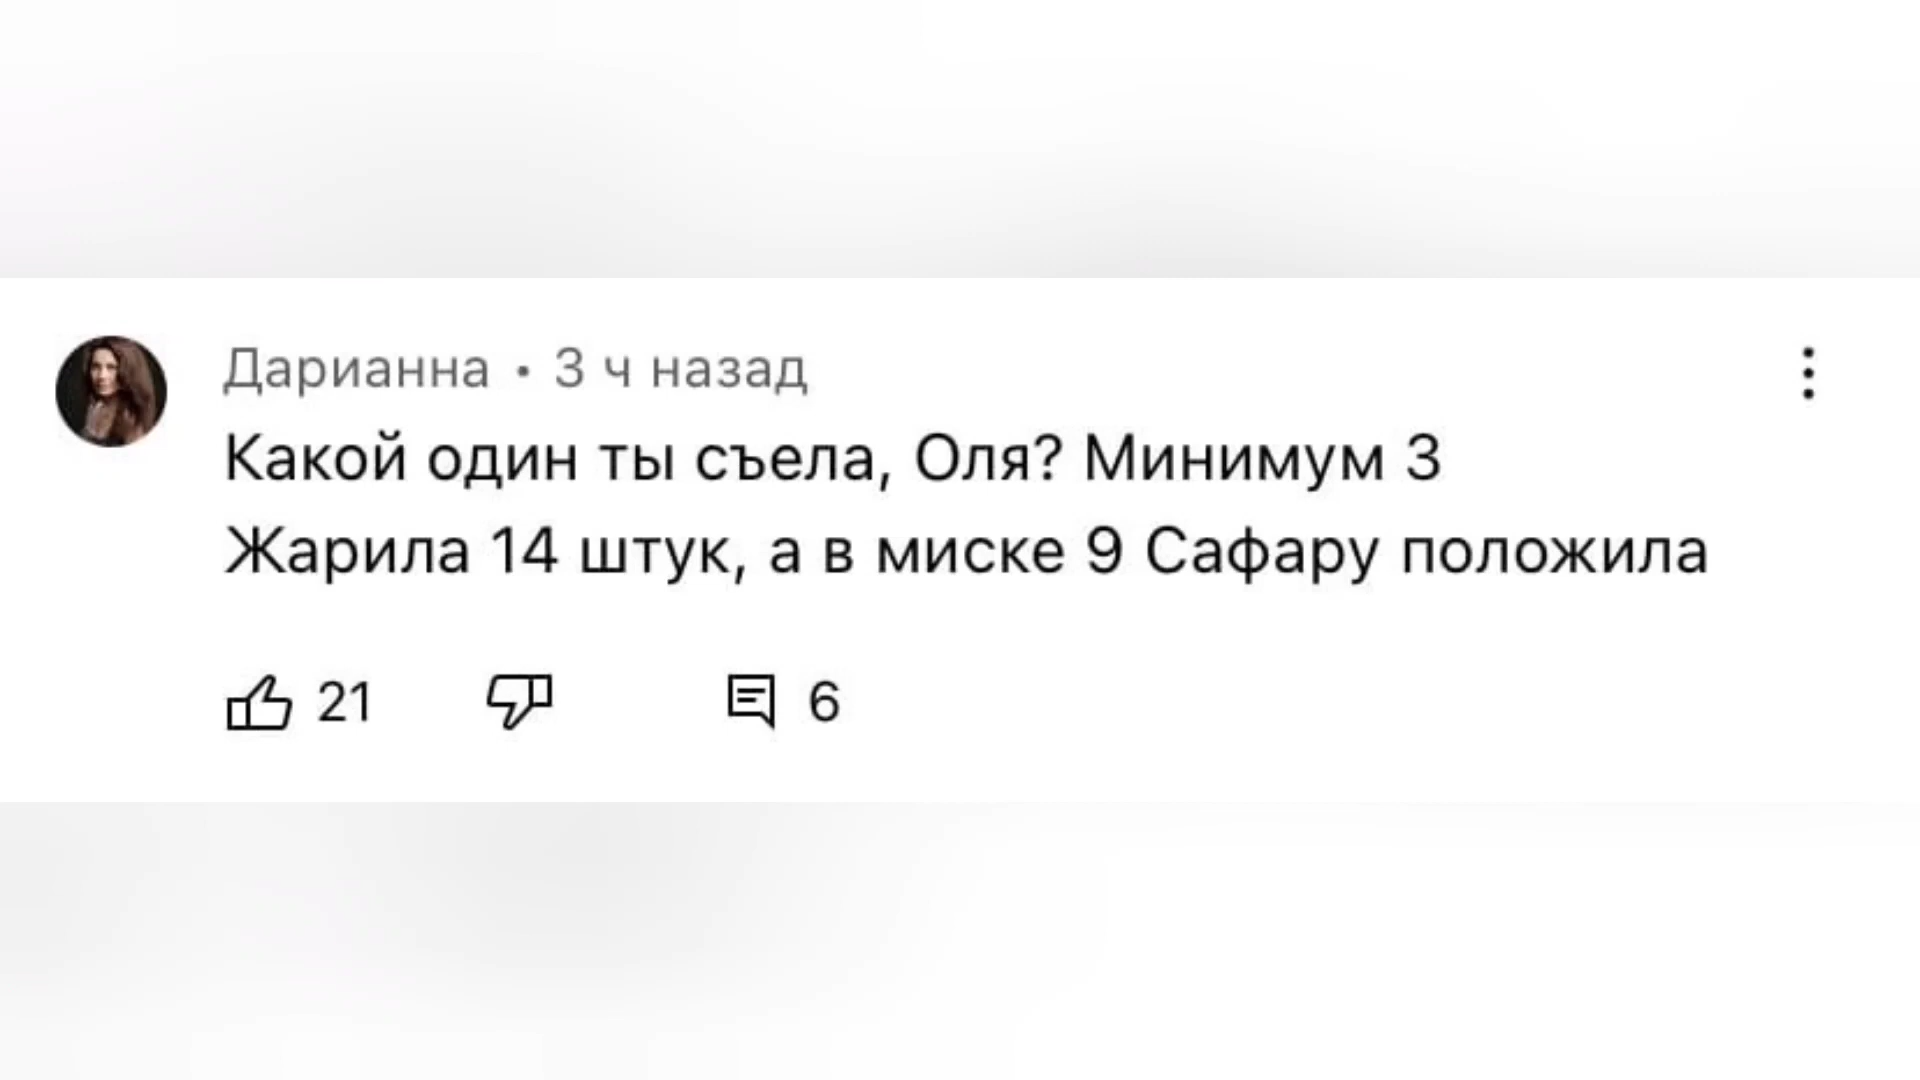 Дарианна • 3 ч назад
Какой один ты съела, Оля? Минимум 3
Жарила 14 штук, а в миске 9 Сафару положила
21 6